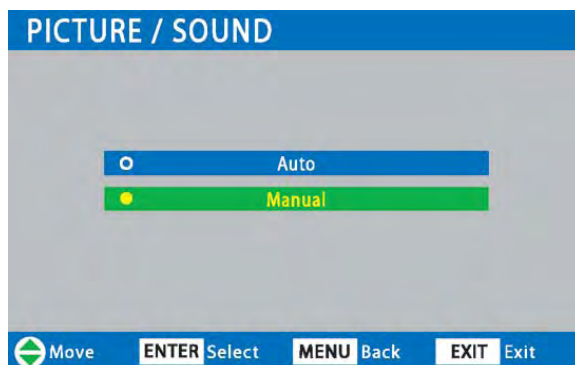 PICTURE / SOUND
Auto
Manual
Move ENTER Select MENU Back EXIT Exit